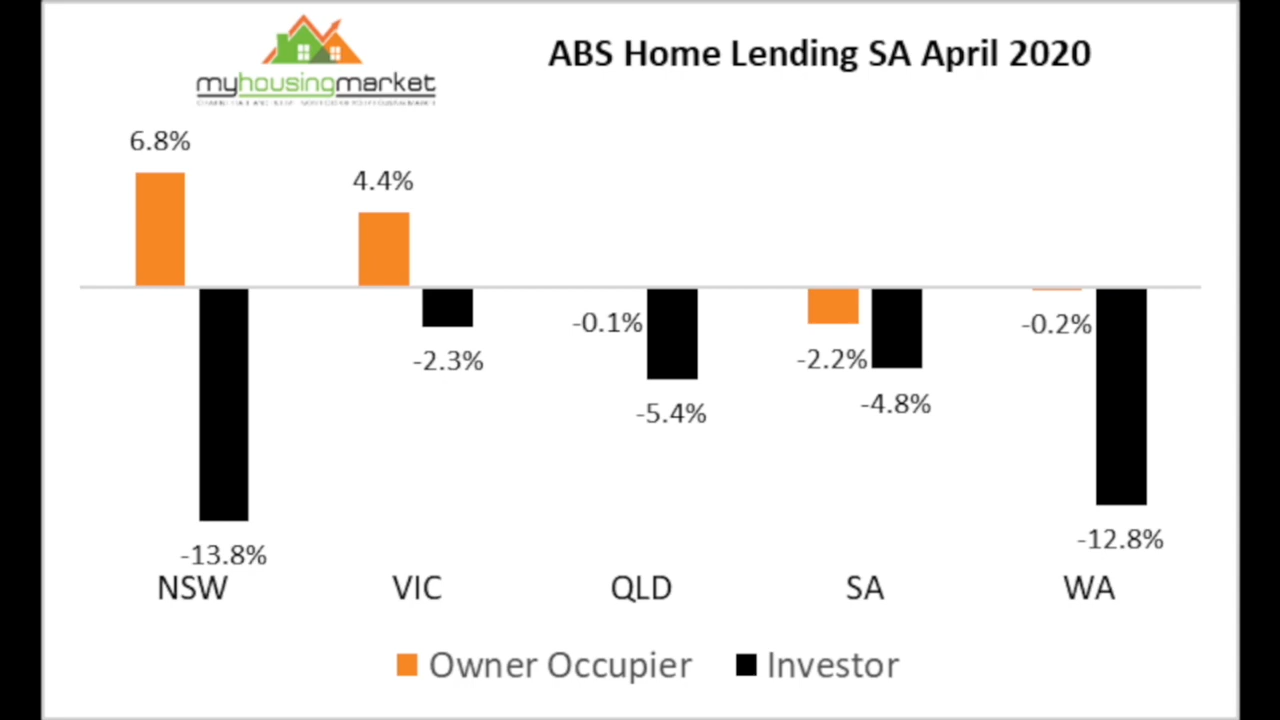 ABS Home Lending SA April 2020
myhousingmarket
6.8%
4.4%
-0.1%
-0.2%
-2.3%
-2.2%
-5.4%
-4.8%
-13.8%
-12.8%
NSW VIC QLD SA WA
Owner Occupier Investor